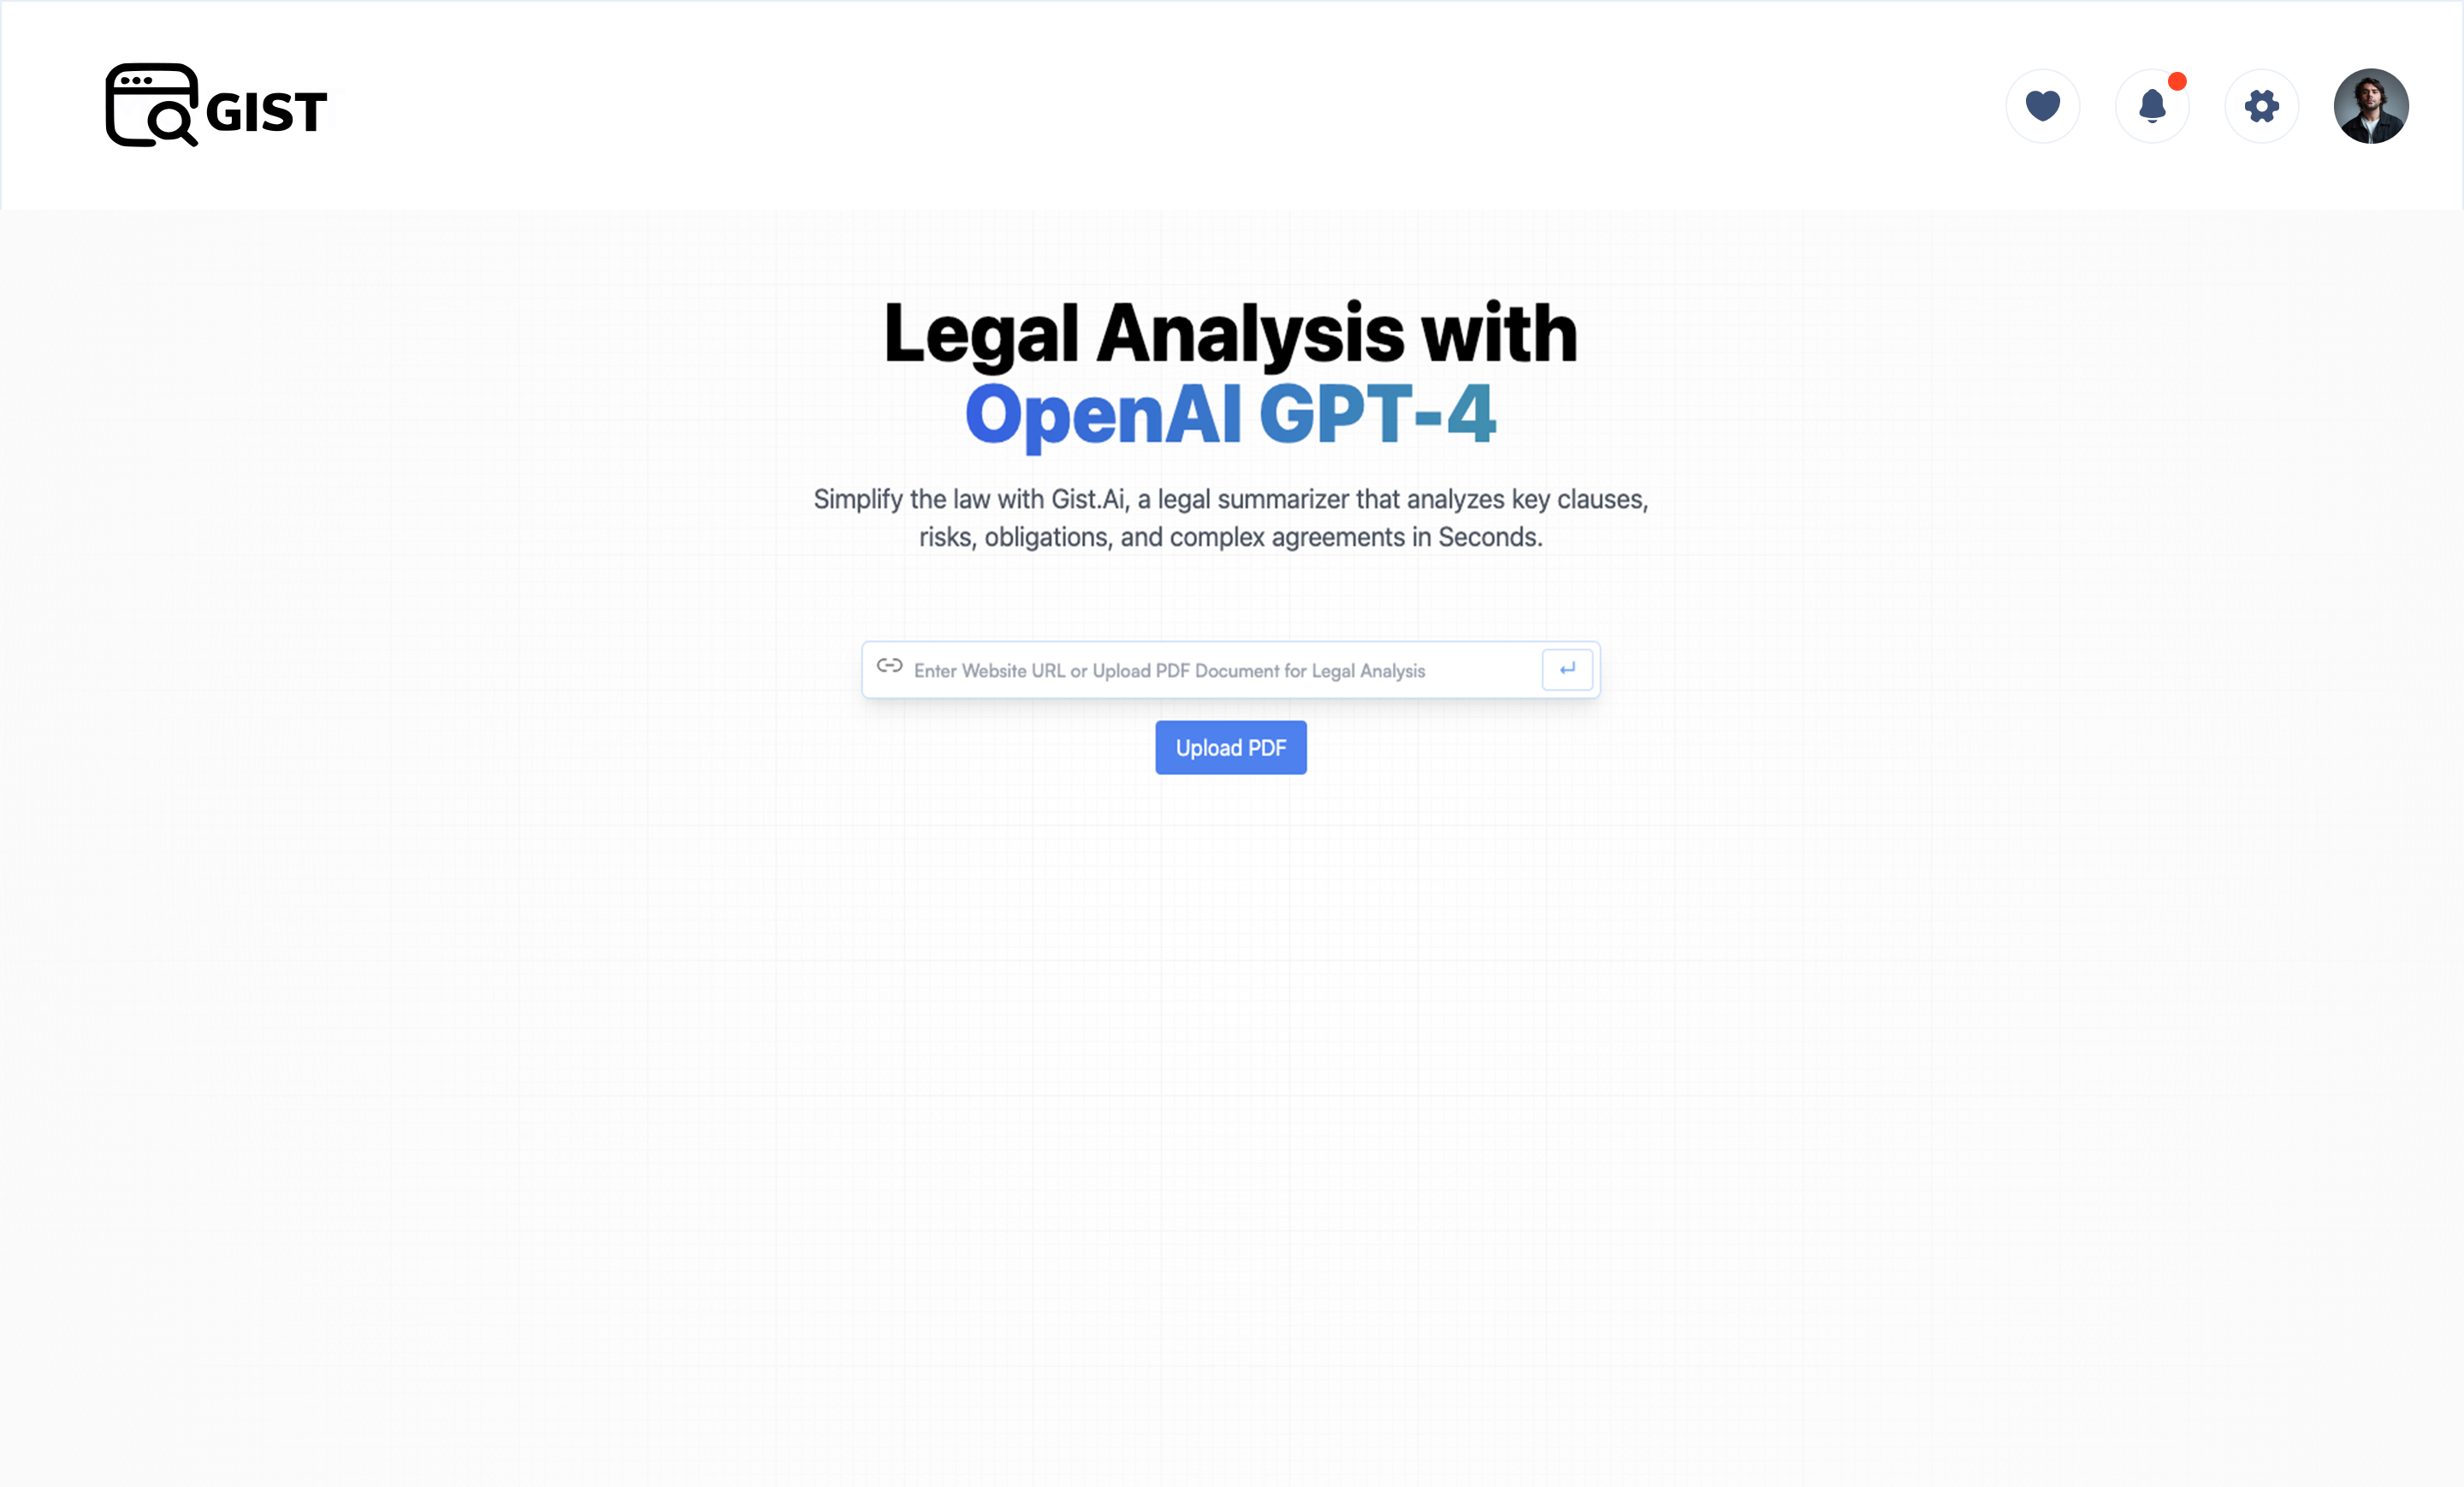 GIST
Legal Analysis with
OpenAI GPT-4
Simplify the law with Gist.Ai, a legal summarizer that analyzes key clauses,
risks, obligations, and complex agreements in Seconds.
Enter Website URL or Upload PDF Document for Legal Analysis
Upload PDF